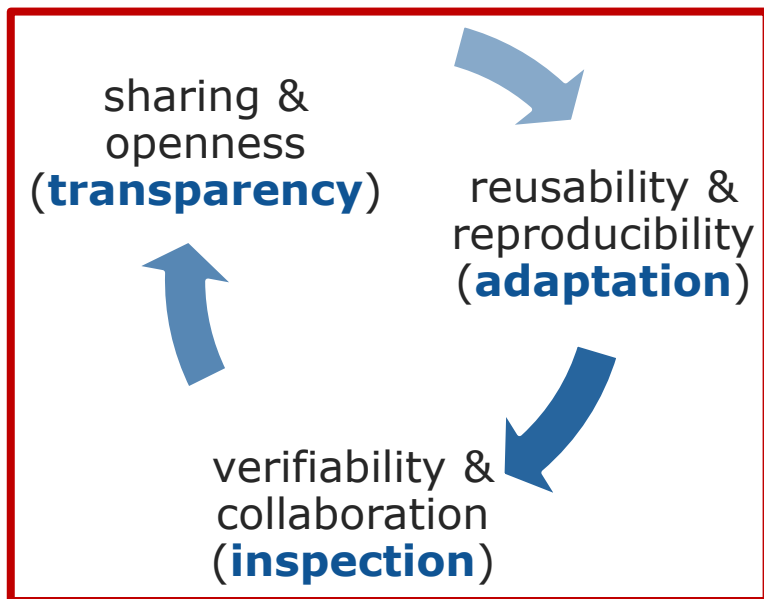 sharing &
openness
(transparency)
reusability &
reproducibility
(adaptation)
verifiability &
collaboration
(inspection)